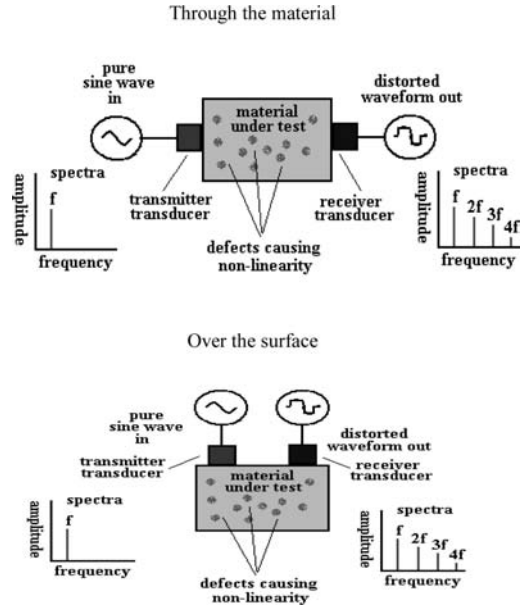 Through the material
pure
sine wave
in
distorted
waveform out
material
under test
spectra
amplitude
f
frequency
transmitter
transducer
receiver
transducer
defects causing
non-linearity
spectra
amplitude
f 2f 3f 4f
frequency
Over the surface
pure
sine wave
in
distorted
waveform out
transmitter
transducer
receiver
transducer
material
under test
spectra
amplitude
f
frequency
defects causing
non-linearity
spectra
amplitude
f 2f 3f 4f
frequency